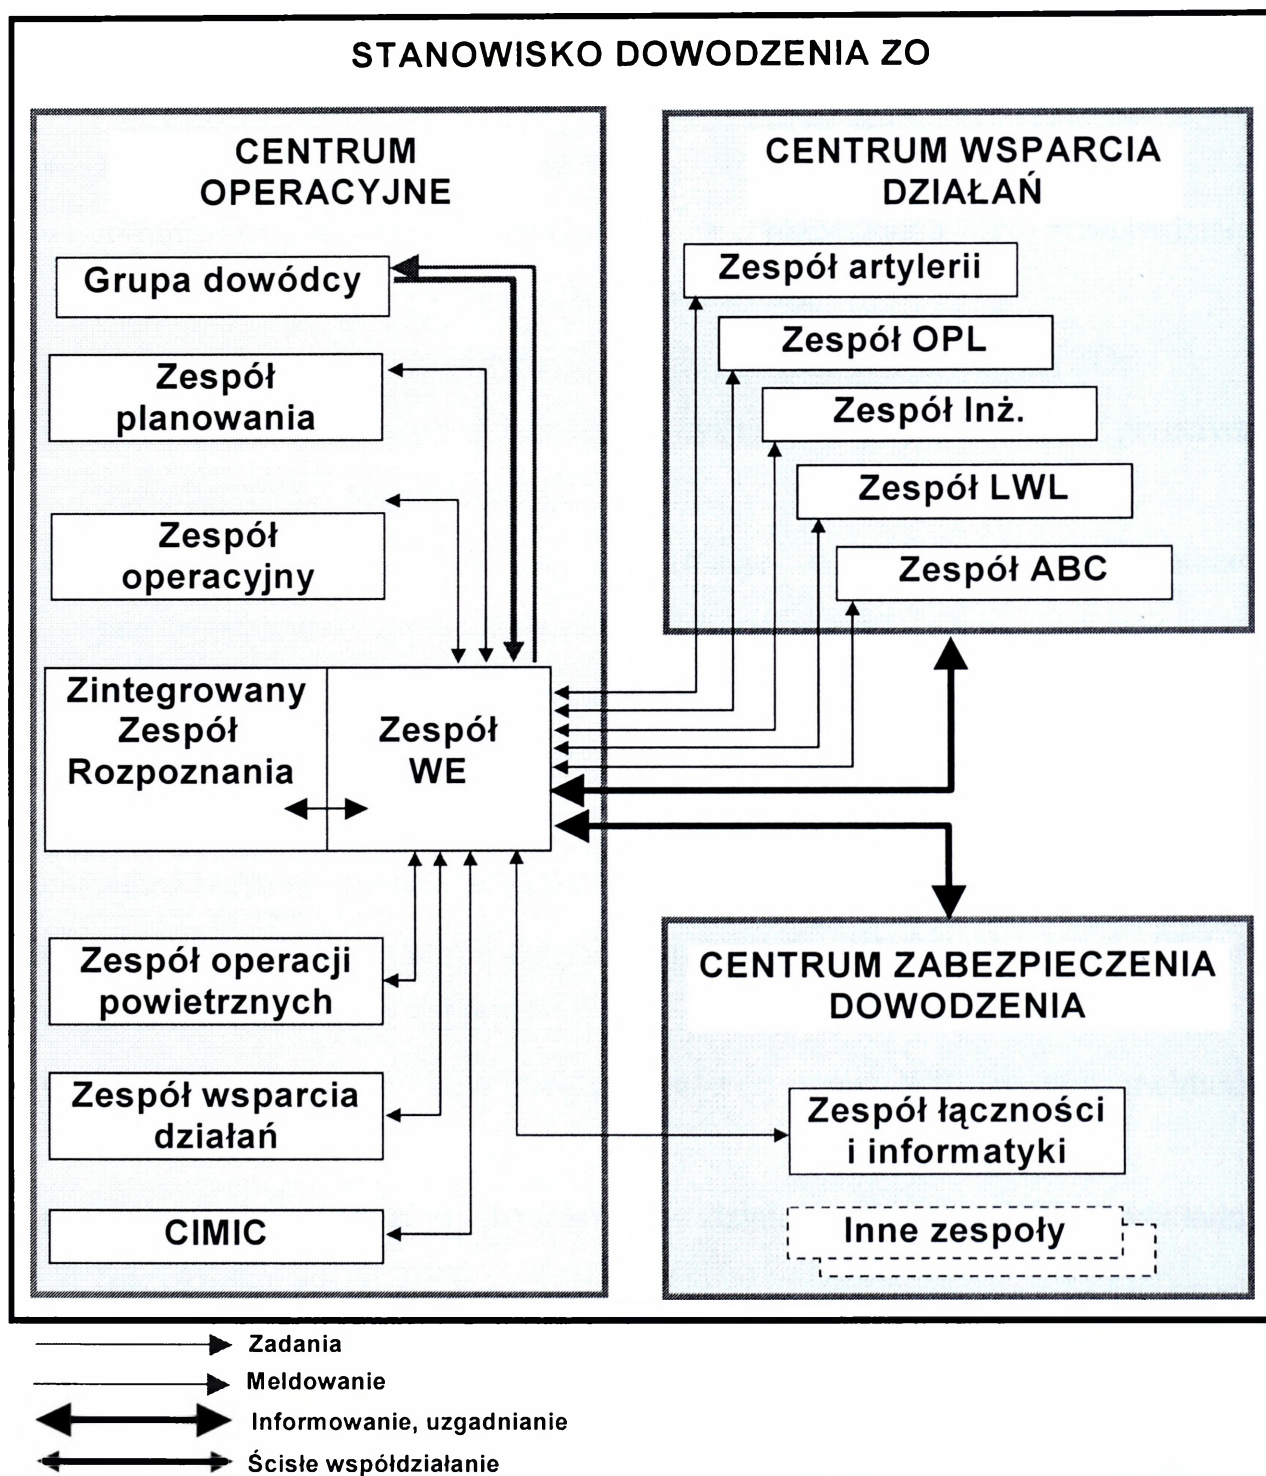 STANOWISKO DOWODZENIA ZO
CENTRUM
OPERACYJNE
Grupa dowódcy
Zespół
planowania
Zespół
operacyjny
Zintegrowany
Zespół
Rozpoznania
Zespół
WE
Zespół operacji
powietrznych
Zespół wsparcia
działań
CIMIC
CENTRUM WSPARCIA
DZIAŁAŃ
Zespół artylerii
Zespół OPL
Zespół Inż.
Zespół LWL
Zespół ABC
CENTRUM ZABEZPIECZENIA
DOWODZENIA
Zespół łączności
i informatyki
Inne zespoły
Zadania
Meldowanie
Informowanie, uzgadnianie
Ścisłe współdziałanie